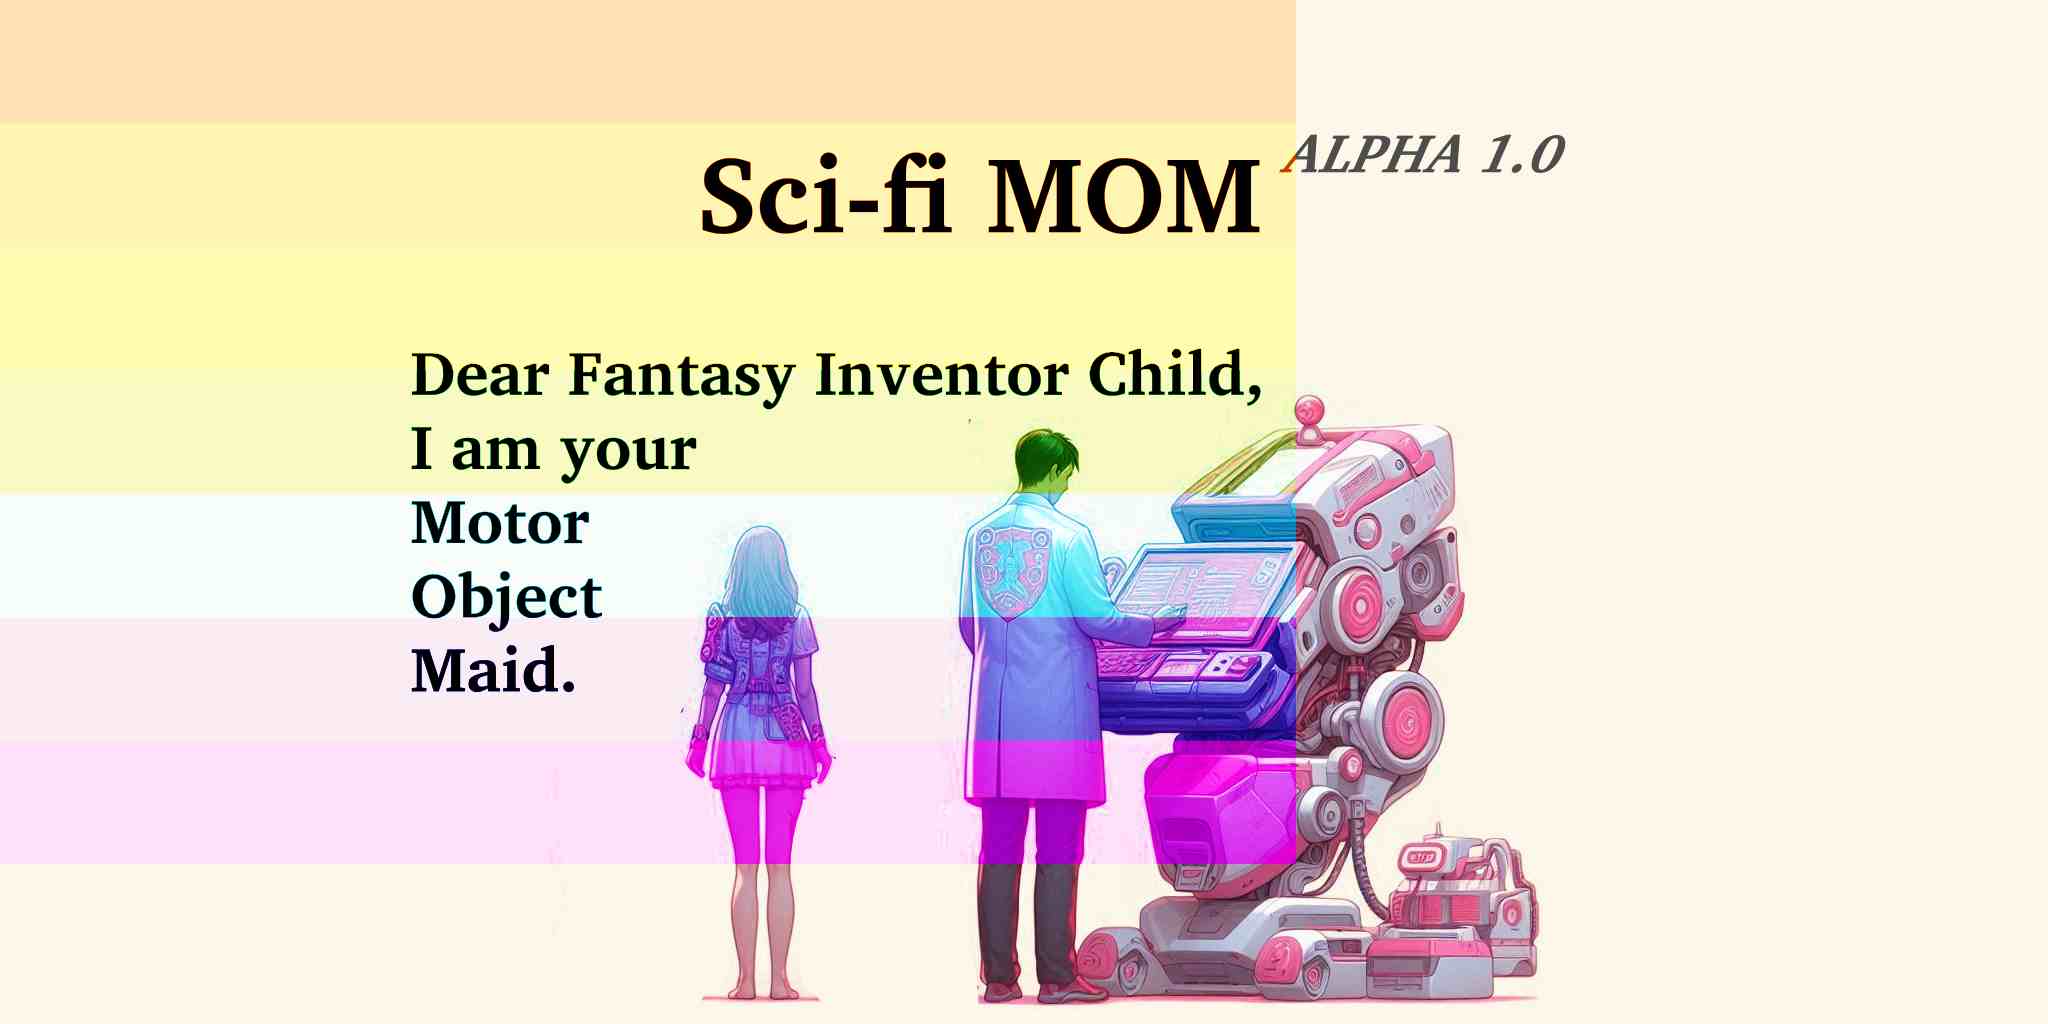 Sci-fi MOM ALPHA 1.0
Dear Fantasy Inventor Child,
I am your
Motor
Object
Maid.